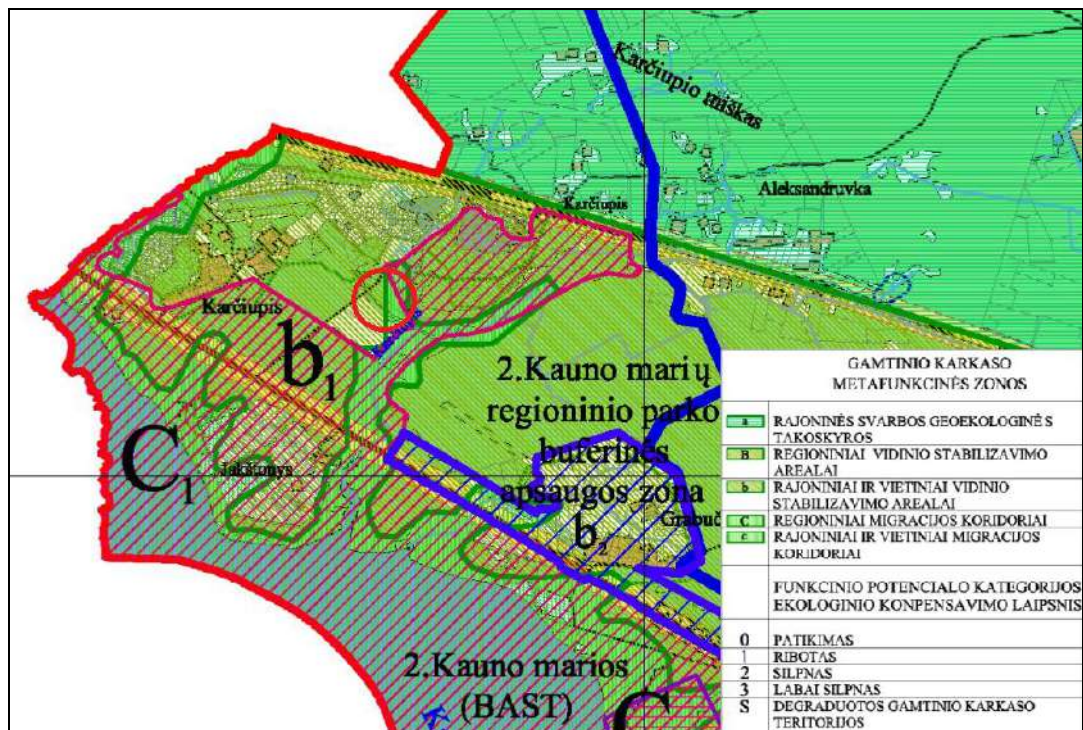 Karčiupio miškas
Aleksandruvka
Karčiupis
Karčiupis
b1
C1
Jakštonys
2.Kauno marių
regioninio parko
buferinės
apsaugos zona
b2
Grabuč
2.Kauno marios
(BAST)
C
GAMTINIO KARKASO
METAFUNKCINĖS ZONOS
a RAJONINĖS SVARBOS GEOEKOLOGINĖS
TAKOSKYROS
B REGIONINIAI VIDINIO STABILIZAVIMO
AREALAI
b RAJONINIAI IR VIETINIAI VIDINIO
STABILIZAVIMO AREALAI
C REGIONINIAI MIGRACIJOS KORIDORIAI
c RAJONINIAI IR VIETINIAI MIGRACIJOS
KORIDORIAI
FUNKCINIO POTENCIALO KATEGORIJOS
EKOLOGINIO KONPENSAVIMO LAIPSNIS
0 PATIKIMAS
1 RIBOTAS
2 SILPNAS
3 LABAI SILPNAS
S DEGRADUOTOS GAMTINIO KARKASO
TERITORIJOS